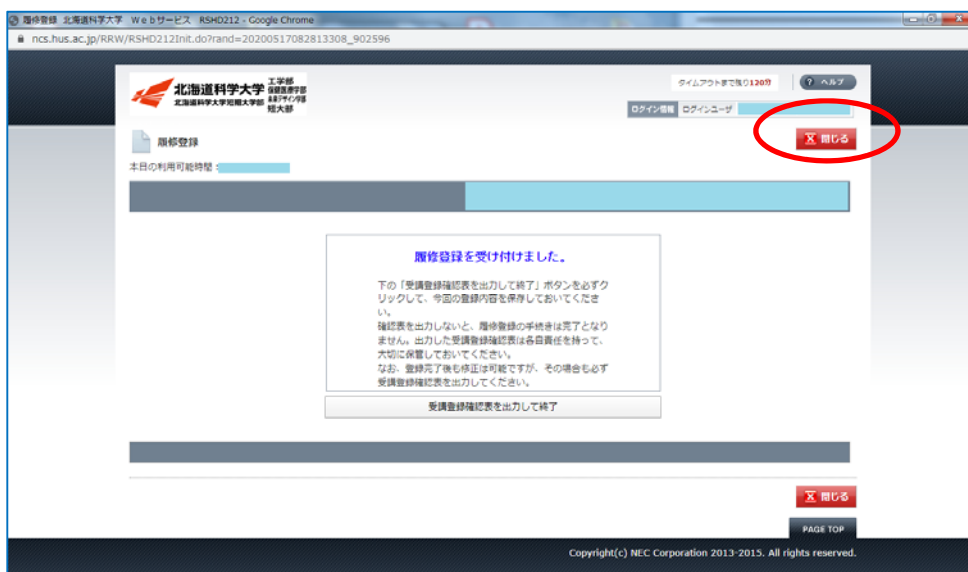 履修登録 北海道科学大学 Webサービス RSHD212 - Google Chrome
ncs.hus.ac.jp/RRW/RSHD212Init.do?rand=20200517082813308_902596
北海道科学大学
北海道科学大学短期大学部
工学部
保健医療学部
未来デザイン学部
短大部
タイムアウトまで残り120分
ヘルプ
ログイン情報 ログインユーザ
履修登録
閉じる
本日の利用可能時間:
履修登録を受け付けました。
下の「受講登録確認表を出力して終了」ボタンを必ずク
リックして、今回の登録内容を保存しておいてくださ
い。
確認表を出力しないと、履修登録の手続きは完了となり
ません。出力した受講登録確認表は各自責任を持って、
大切に保管しておいてください。
なお、登録完了後も修正は可能ですが、その場合も必ず
受講登録確認表を出力してください。
受講登録確認表を出力して終了
閉じる
PAGE TOP
Copyright(c) NEC Corporation 2013-2015. All rights reserved.